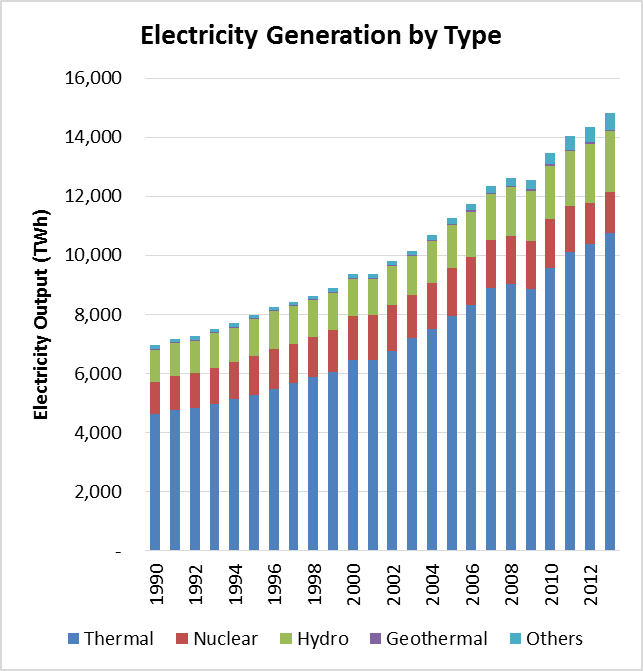 Electricity Generation by Type
Electricity Output (TWh)
16,000
14,000
12,000
10,000
8,000
6,000
4,000
2,000
-
1990 1992 1994 1996 1998 2000 2002 2004 2006 2008 2010 2012
Thermal Nuclear Hydro Geothermal Others